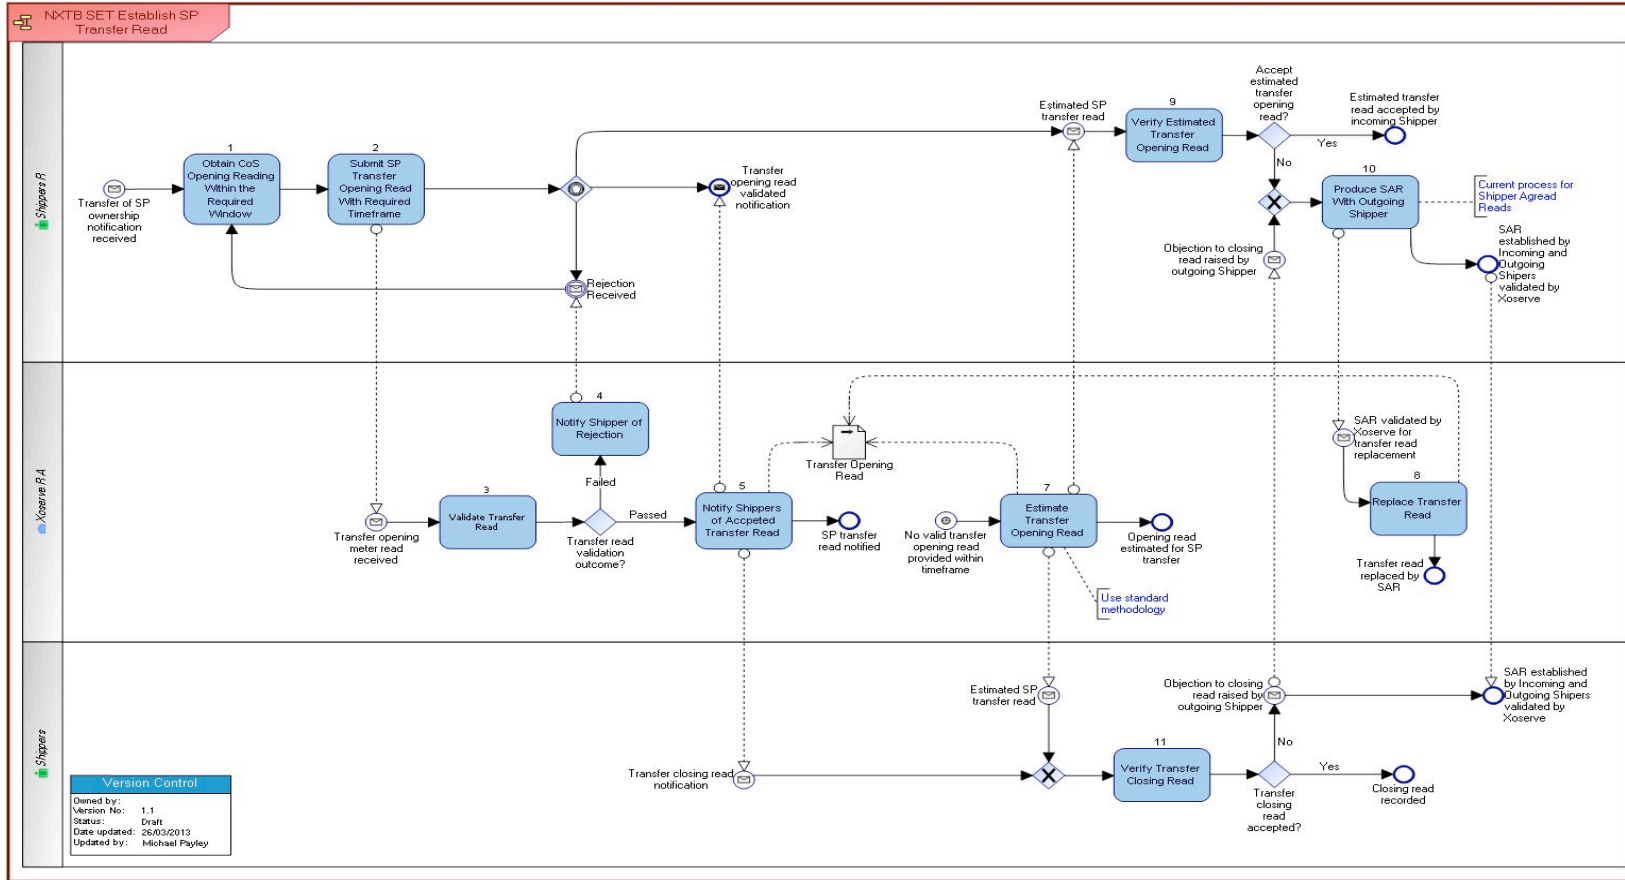 NXTB SET Establish SP
Transfer Read
Shippers R
Transfer of SP
ownership
notification
received
1
Obtain CoS
Opening Reading
Within the
Required
Window
2
Submit SP
Transfer
Opening Read
With Required
Timeframe
Rejection
Received
Transfer
opening read
validated
notification
Estimated SP
transfer read
9
Verify Estimated
Transfer
Opening Read
Accept
estimated
transfer
opening
read?
Yes
No
Estimated transfer
read accepted by
incoming Shipper
10
Produce SAR
With Outgoing
Shipper
Current process for
Shipper Agread
Reads
Objection to closing
read raised by
outgoing Shipper
SAR
established by
Incoming and
Outgoing
Shipers
validated by
Xoserve
Xoserve R A
Transfer opening
meter read
received
3
Validate Transfer
Read
4
Notify Shipper of
Rejection
Failed
Passed
Transfer read
validation
outcome?
5
Notify Shippers
of Accpeted
Transfer Read
SP transfer
read notified
Transfer Opening
Read
No valid transfer
opening read
provided within
timeframe
7
Estimate
Transfer
Opening Read
Opening read
estimated for SP
transfer
Use standard
methodology
SAR validated by
Xoserve for
transfer read
replacement
8
Replace Transfer
Read
Transfer read
replaced by
SAR
Shippers
Transfer closing read
notification
Estimated SP
transfer read
11
Verify Transfer
Closing Read
Objection to closing
read raised by
outgoing Shipper
No
Yes
Transfer
closing
read
accepted?
Closing read
recorded
SAR established
by Incoming and
Outgoing Shipers
validated by
Xoserve
Version Control
Owned by:
Version No: 1.1
Status: Draft
Date updated: 26/03/2013
Updated by: Michael Payley